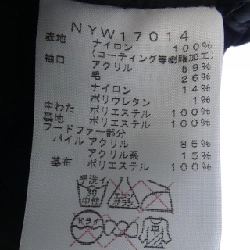 NYW17014
表地 ナイロン 100%
(コーティング等樹脂加工)
袖口 アクリル 59%
毛 26%
ナイロン 14%
ポリウレタン 1%
中わた ポリエステル 100%
裏地 ポリエステル 100%
フードファー部分
パイル アクリル 85%
アクリル系 15%
基布 ポリエステル 100%
手洗イ
30
中性
ドライ